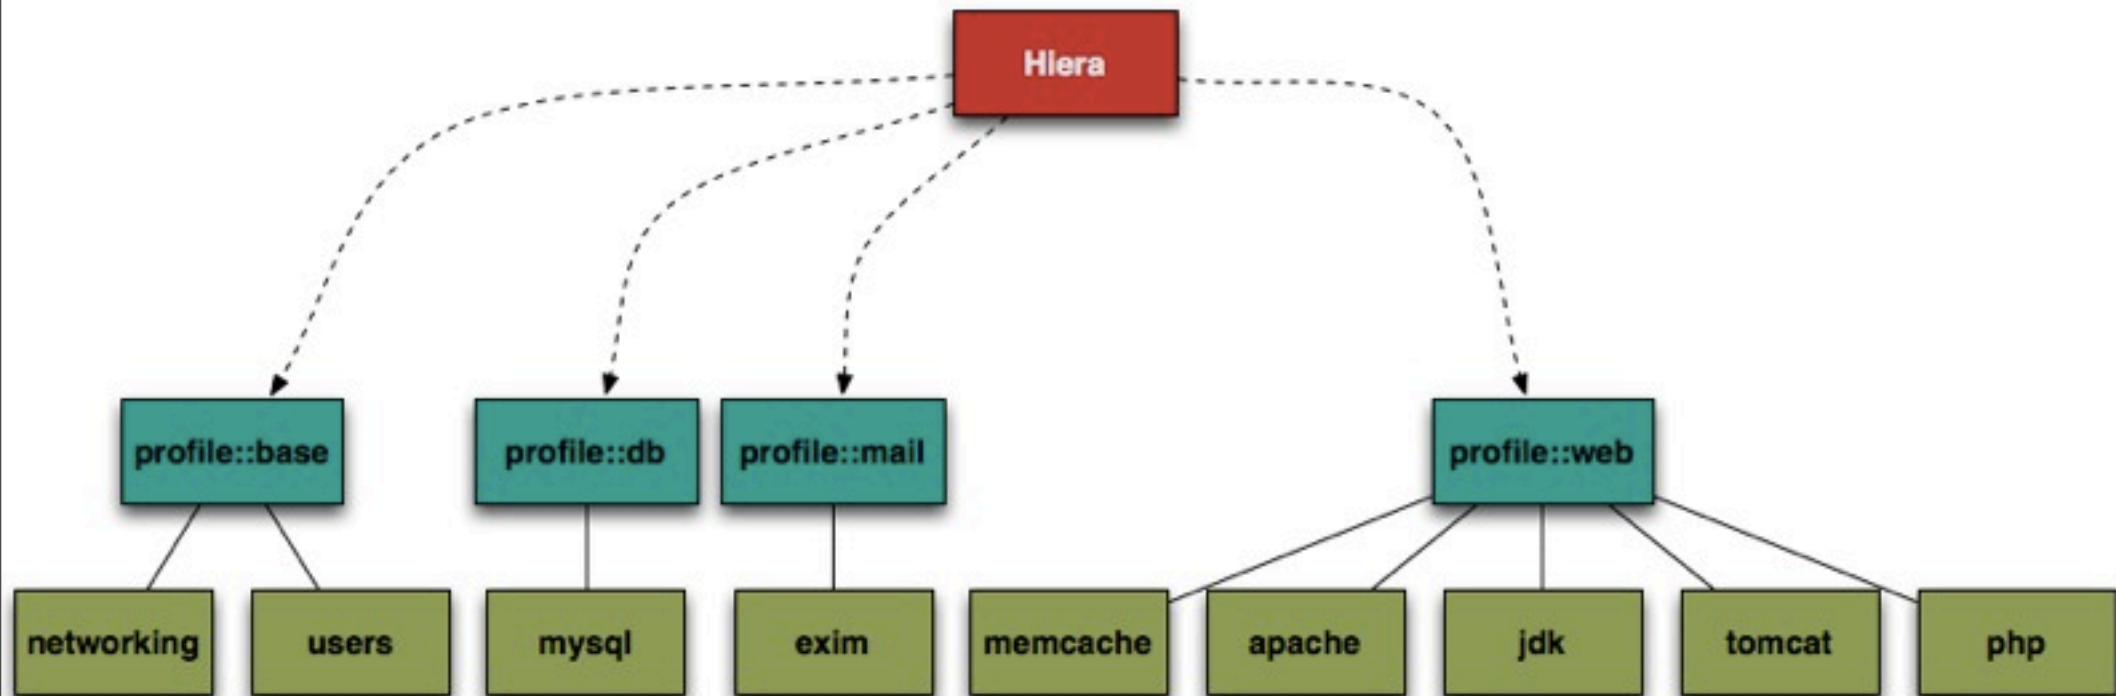 Hiera
profile::base
profile::db
profile::mail
profile::web
networking
users
mysql
exim
memcache
apache
jdk
tomcat
php